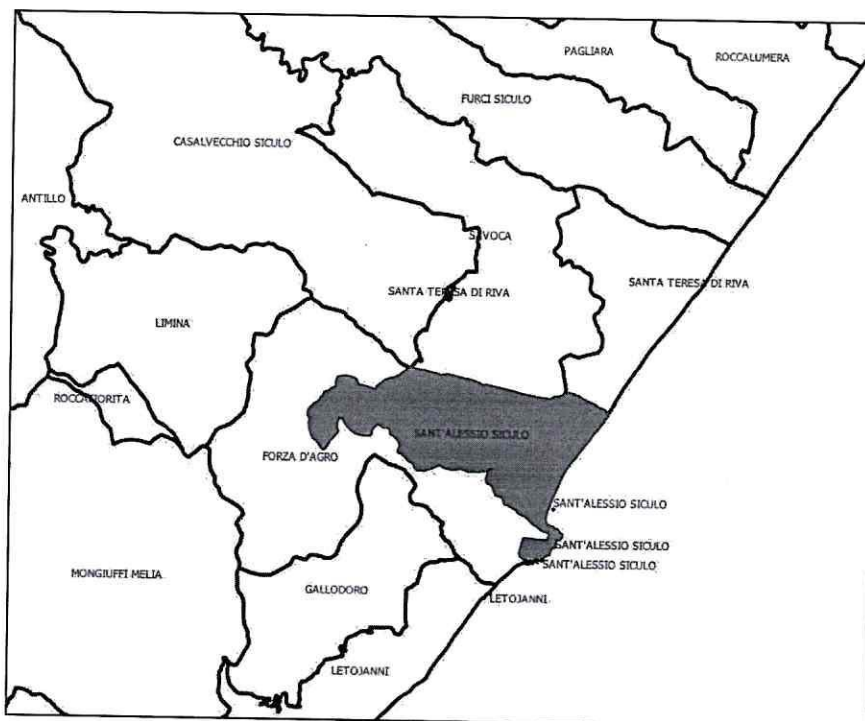 PAGLIARA
ROCCALUMERA
FURCI SICULO
CASALVECCHIO SICULO
ANTILLO
SAVOCA
SANTA TERESA DI RIVA
SANTA TERESA DI RIVA
LIMINA
ROCCAFIORITA
SANT'ALESSIO SICULO
FORZA D'AGRO
SANT'ALESSIO SICULO
SANT'ALESSIO SICULO
SANT'ALESSIO SICULO
MONGIUFFI MELIA
GALLODORO
LETOJANNI
LETOJANNI